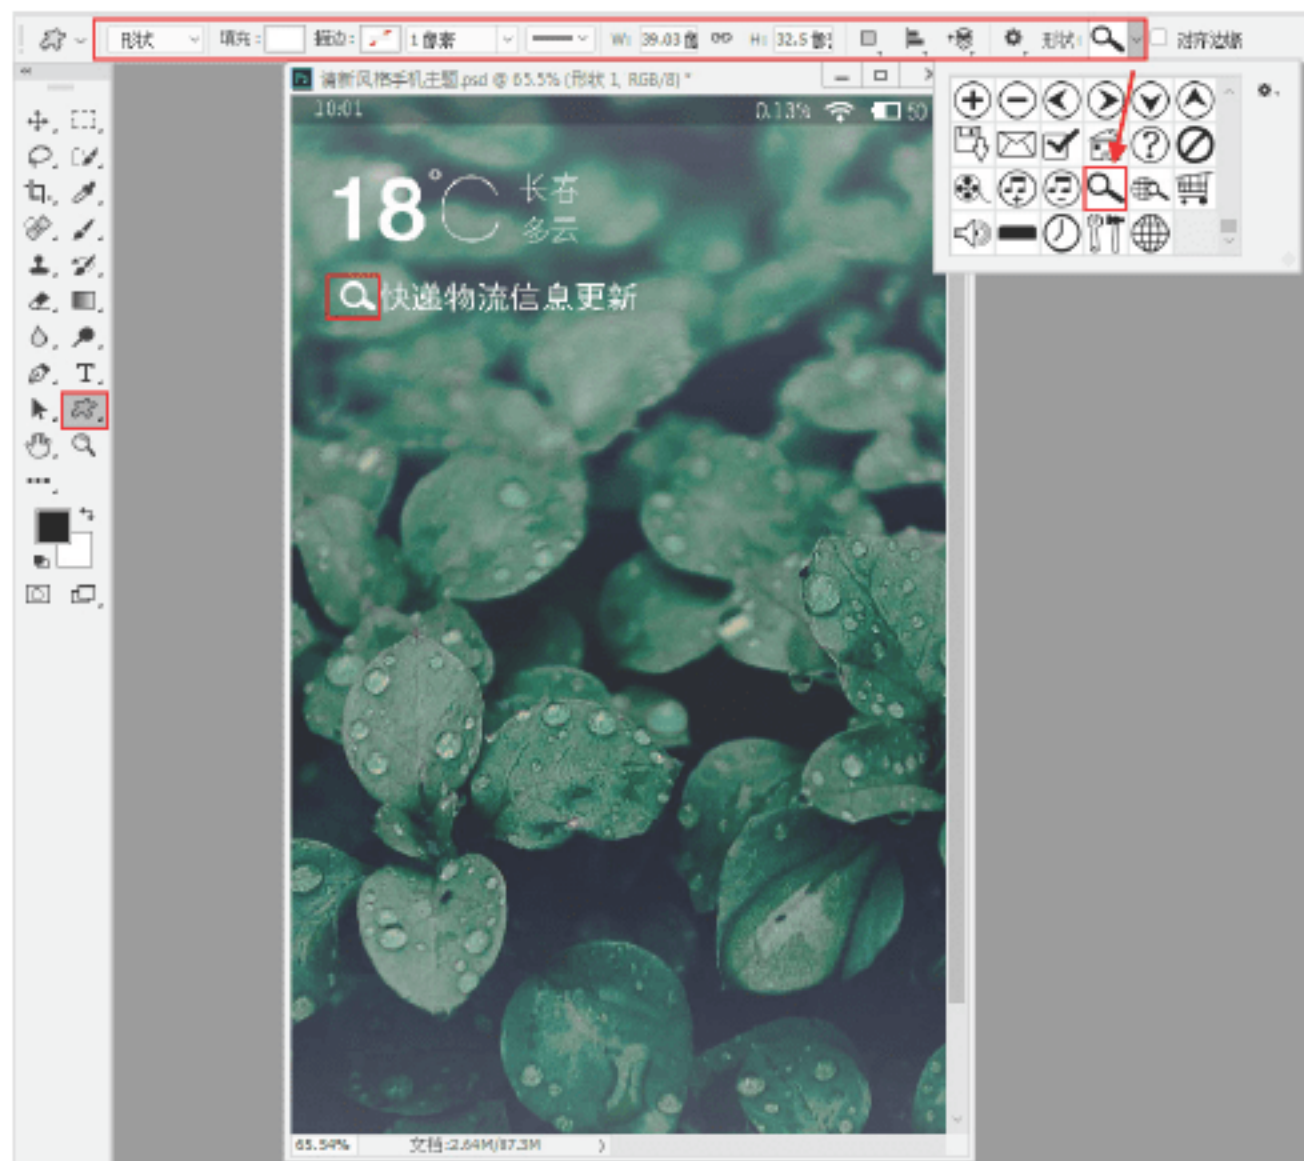 形状 填充: 描边: 1 像素 W: 39.03 像 H: 32.5 像 形状: 对齐边缘
清新风格手机主题.psd @ 65.5% (形状 1, RGB/8) *
10:01 50
18°C 长春
多云
快递物流信息更新
T
65.54% 文档:2.64M/87.3M